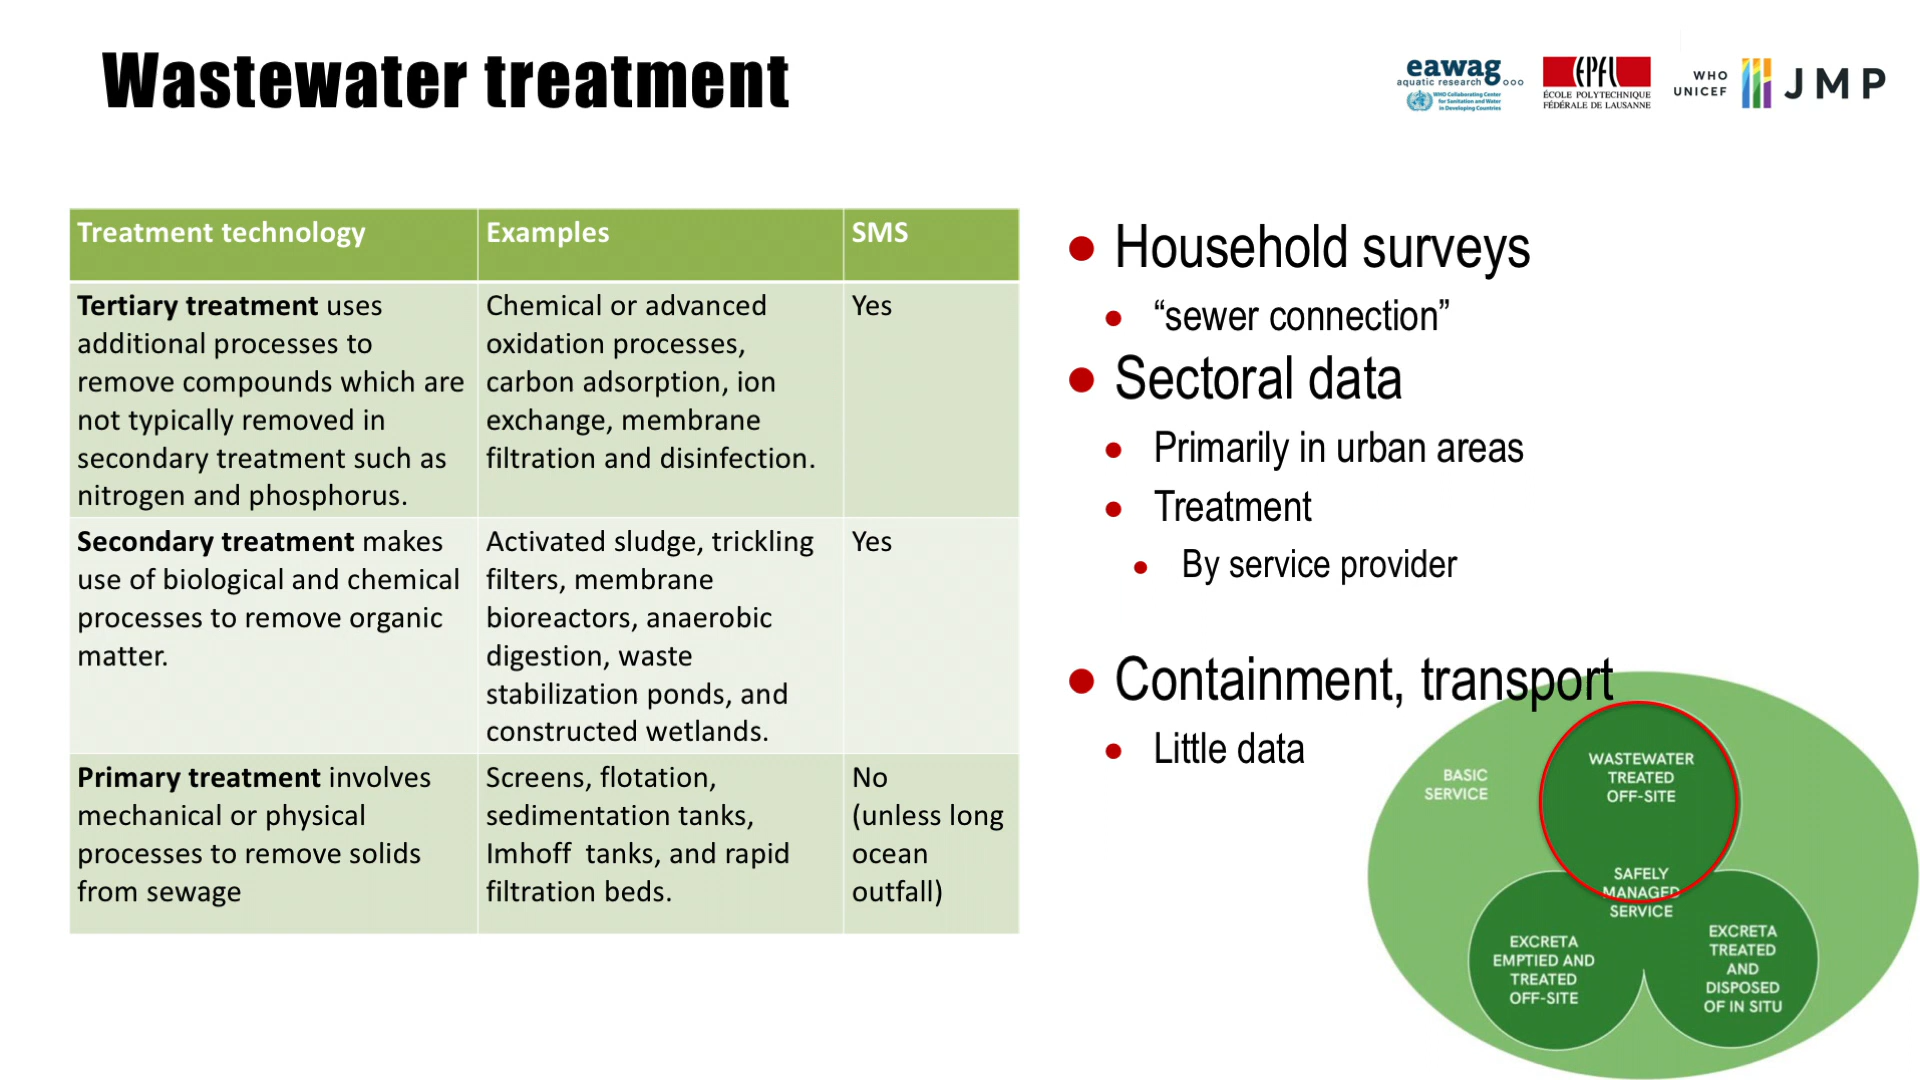 Wastewater treatment
eawag
aquatic research
WHO Collaborating Center
for Sanitation and Water
in Developing Countries
EPFL
ÉCOLE POLYTECHNIQUE
FÉDÉRALE DE LAUSANNE
WHO
UNICEF
JMP
Treatment technology
Examples
SMS
Tertiary treatment uses
additional processes to
remove compounds which are
not typically removed in
secondary treatment such as
nitrogen and phosphorus.
Chemical or advanced
oxidation processes,
carbon adsorption, ion
exchange, membrane
filtration and disinfection.
Yes
Secondary treatment makes
use of biological and chemical
processes to remove organic
matter.
Activated sludge, trickling
filters, membrane
bioreactors, anaerobic
digestion, waste
stabilization ponds, and
constructed wetlands.
Yes
Primary treatment involves
mechanical or physical
processes to remove solids
from sewage
Screens, flotation,
sedimentation tanks,
Imhoff tanks, and rapid
filtration beds.
No
(unless long
ocean
outfall)
• Household surveys
• “sewer connection”
• Sectoral data
• Primarily in urban areas
• Treatment
• By service provider
• Containment, transport
• Little data
BASIC
SERVICE
WASTEWATER
TREATED
OFF-SITE
SAFELY
MANAGED
SERVICE
EXCRETA
EMPTIED AND
TREATED
OFF-SITE
EXCRETA
TREATED
AND
DISPOSED
OF IN SITU